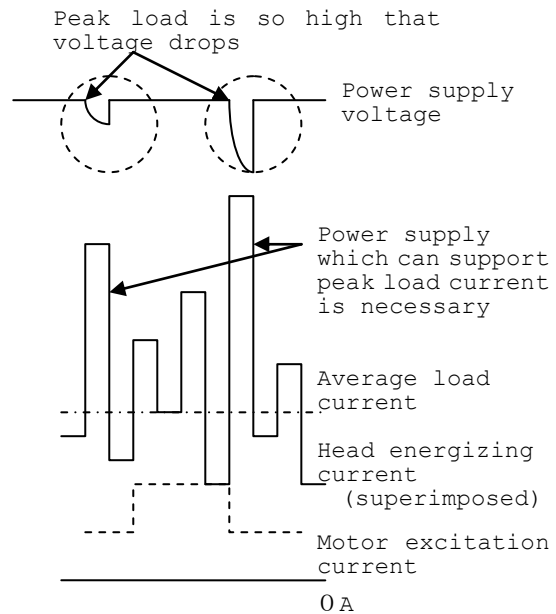 Peak load is so high that
voltage drops
Power supply
voltage
Power supply
which can support
peak load current
is necessary
Average load
current
Head energizing
current
(superimposed)
Motor excitation
current
0A